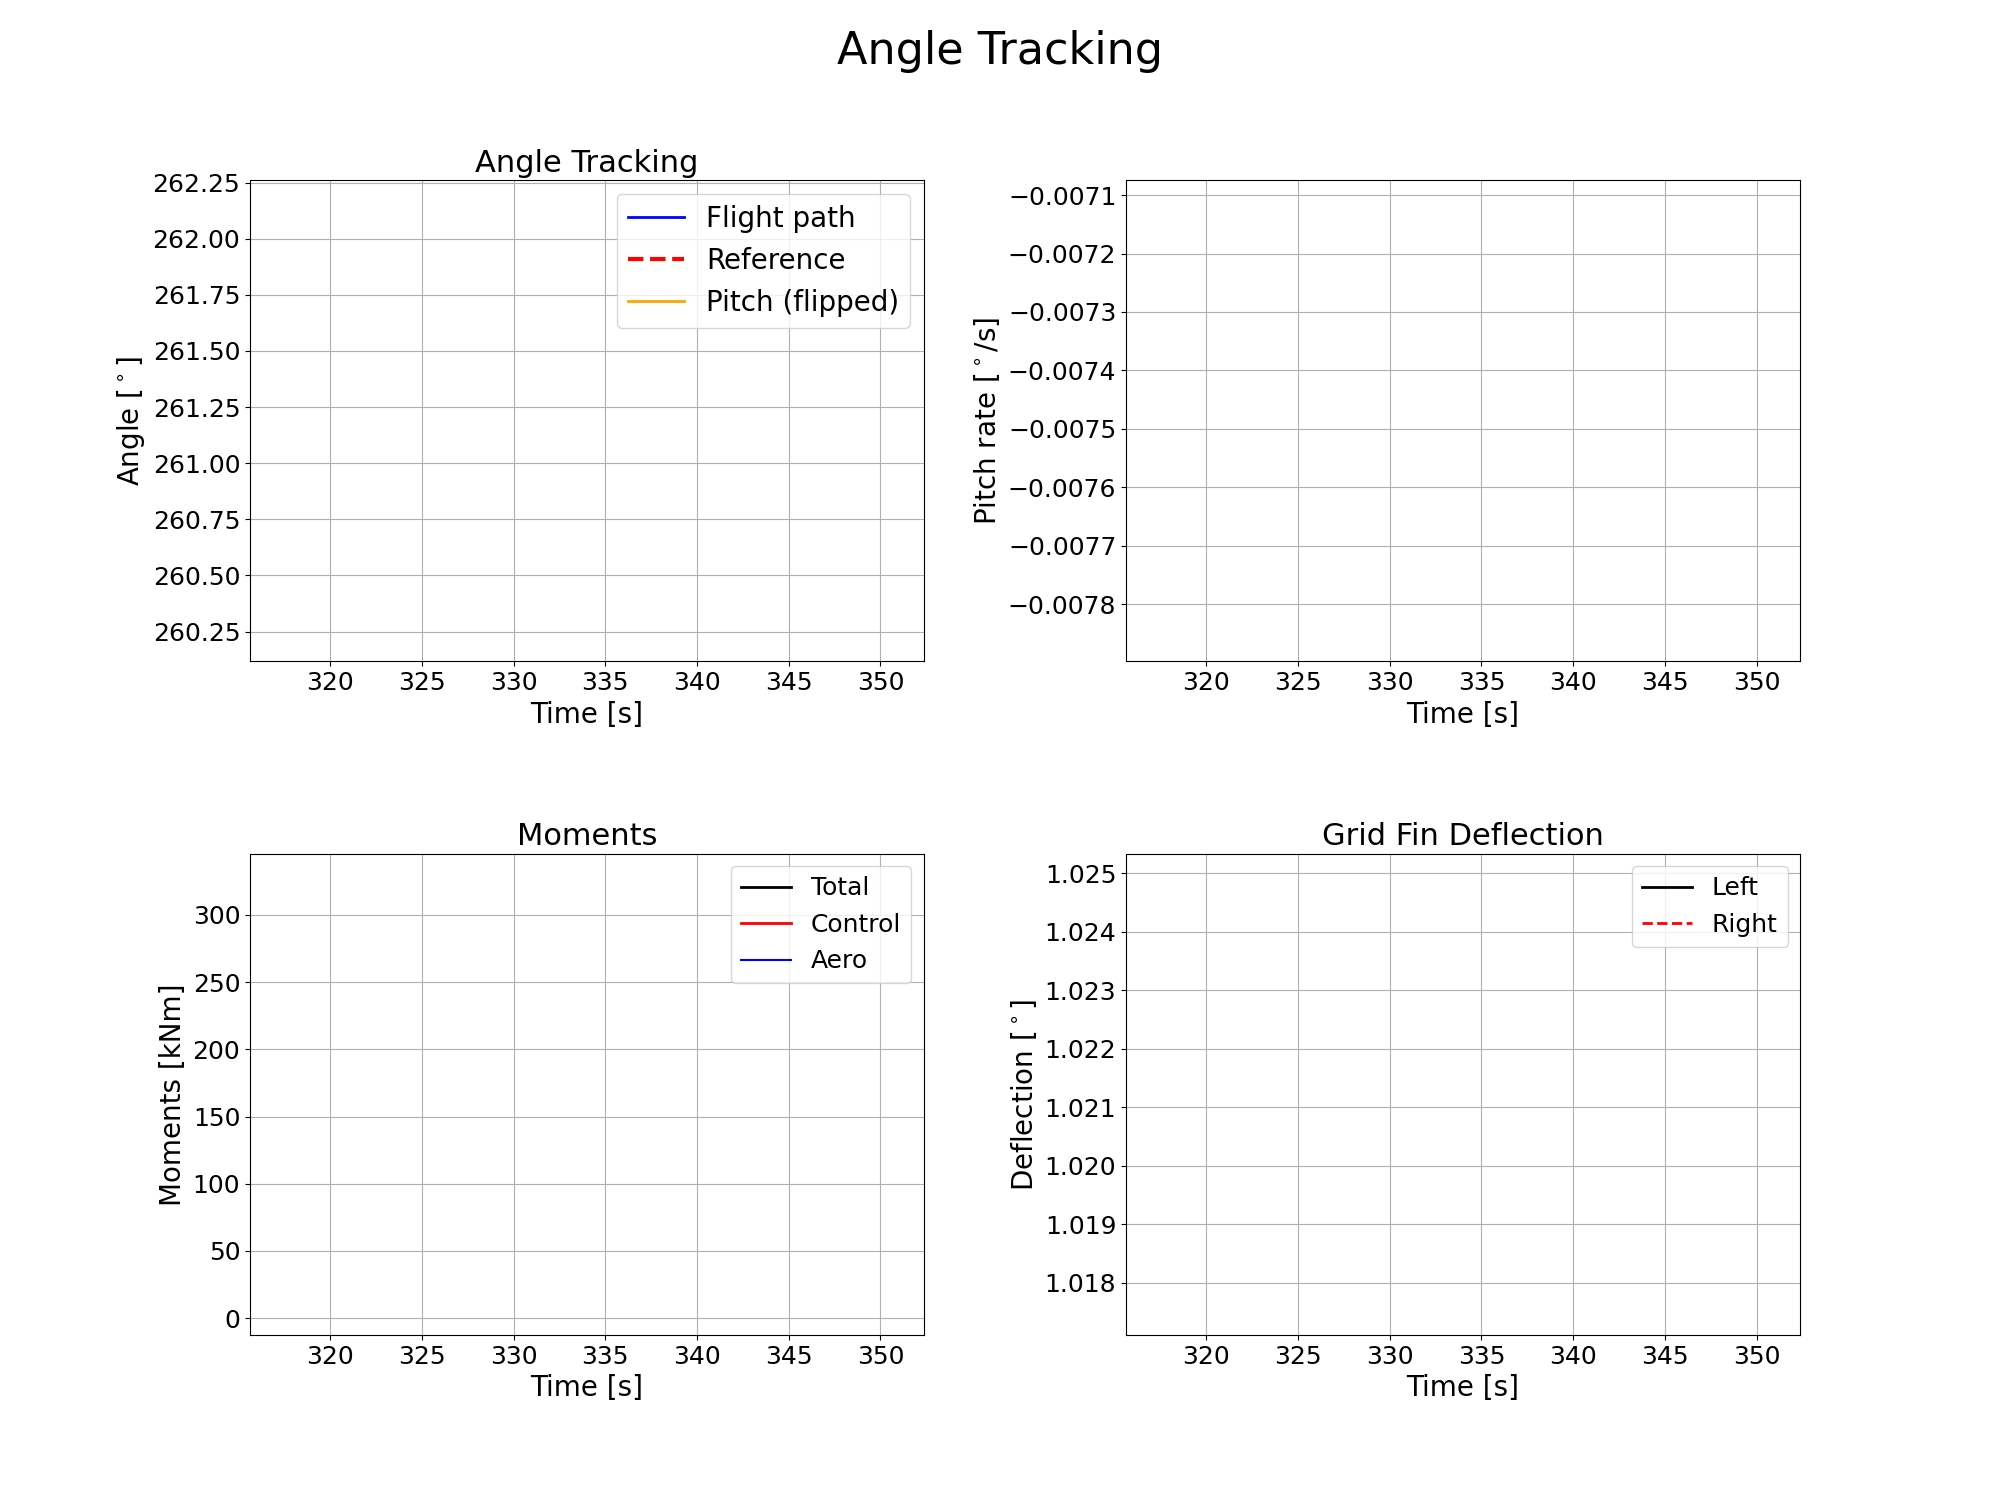 Angle Tracking
Angle Tracking
262.25
262.00
261.75
261.50
261.25
261.00
260.75
260.50
260.25
Angle [°]
Flight path
Reference
Pitch (flipped)
320 325 330 335 340 345 350
Time [s]
−0.0071
−0.0072
−0.0073
−0.0074
−0.0075
−0.0076
−0.0077
−0.0078
Pitch rate [°/s]
320 325 330 335 340 345 350
Time [s]
Moments
300
250
200
150
100
50
0
Moments [kNm]
Total
Control
Aero
320 325 330 335 340 345 350
Time [s]
Grid Fin Deflection
1.025
1.024
1.023
1.022
1.021
1.020
1.019
1.018
Deflection [°]
Left
Right
320 325 330 335 340 345 350
Time [s]